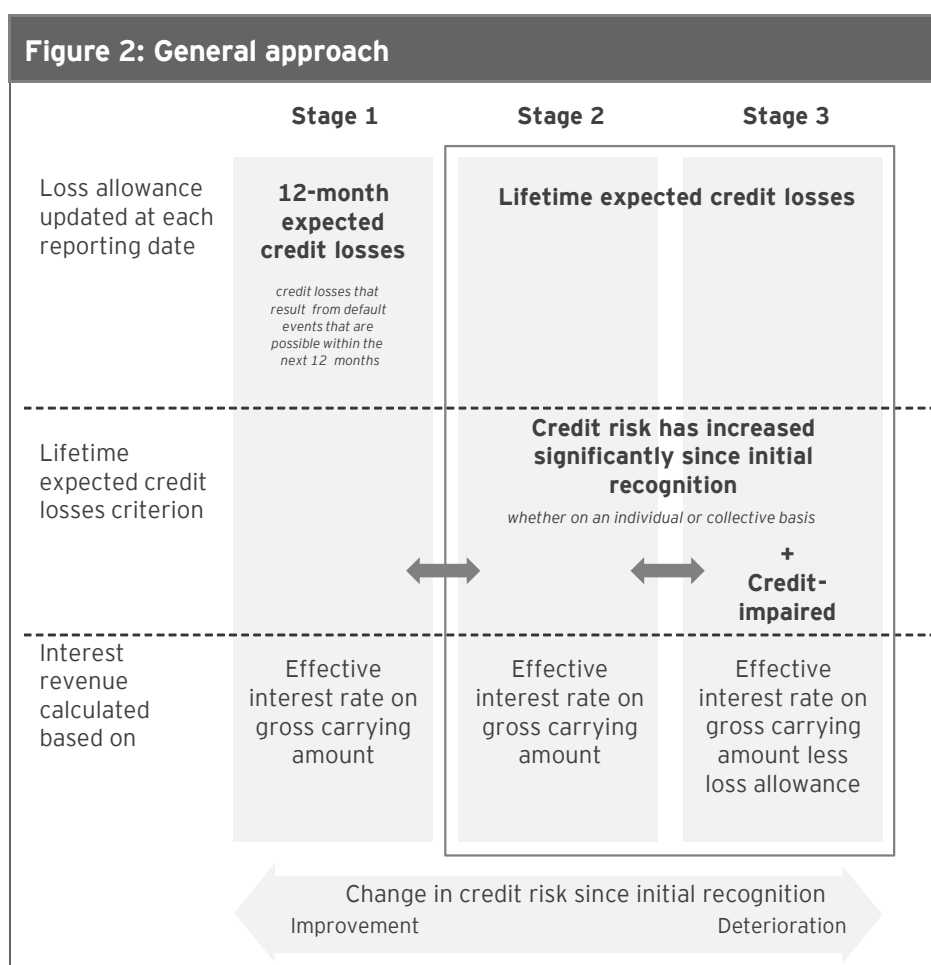 Figure 2: General approach
Stage 1
Stage 2
Stage 3
Loss allowance
updated at each
reporting date
12-month
expected
credit losses
credit losses that
result from default
events that are
possible within the
next 12 months
Lifetime expected credit losses
Lifetime
expected credit
losses criterion
Credit risk has increased
significantly since initial
recognition
whether on an individual or collective basis
+
Credit-
impaired
Interest
revenue
calculated
based on
Effective
interest rate on
gross carrying
amount
Effective
interest rate on
gross carrying
amount
Effective
interest rate on
gross carrying
amount less
loss allowance
Change in credit risk since initial recognition
Improvement
Deterioration